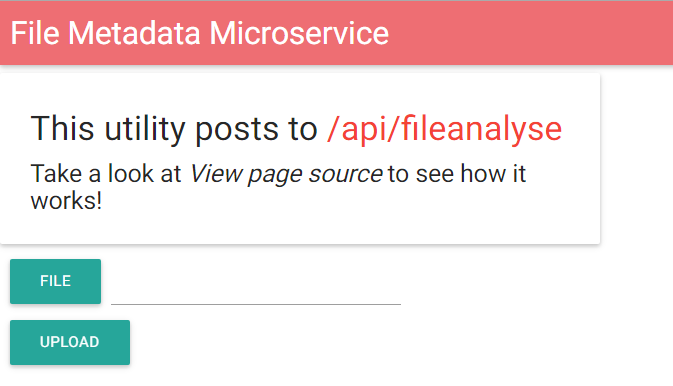 File Metadata Microservice
This utility posts to /api/fileanalyse
Take a look at View page source to see how it
works!
FILE
UPLOAD